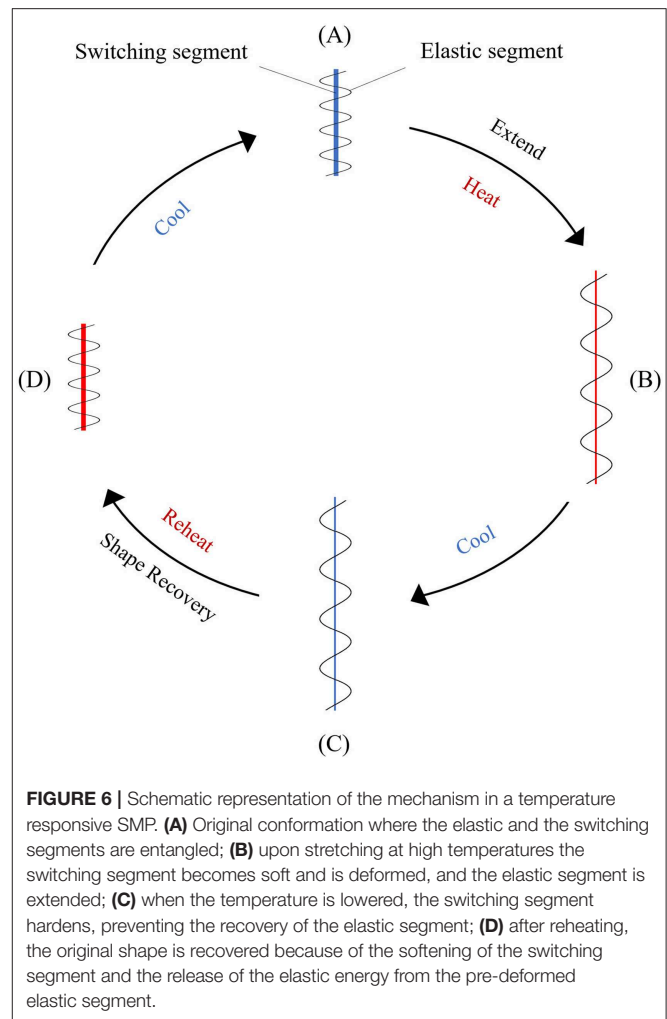 (A)
Switching segment
Elastic segment
Extend
Heat
Cool
(D)
(B)
Reheat
Shape Recovery
Cool
(C)
FIGURE 6 | Schematic representation of the mechanism in a temperature
responsive SMP. (A) Original conformation where the elastic and the switching
segments are entangled; (B) upon stretching at high temperatures the
switching segment becomes soft and is deformed, and the elastic segment is
extended; (C) when the temperature is lowered, the switching segment
hardens, preventing the recovery of the elastic segment; (D) after reheating,
the original shape is recovered because of the softening of the switching
segment and the release of the elastic energy from the pre-deformed
elastic segment.